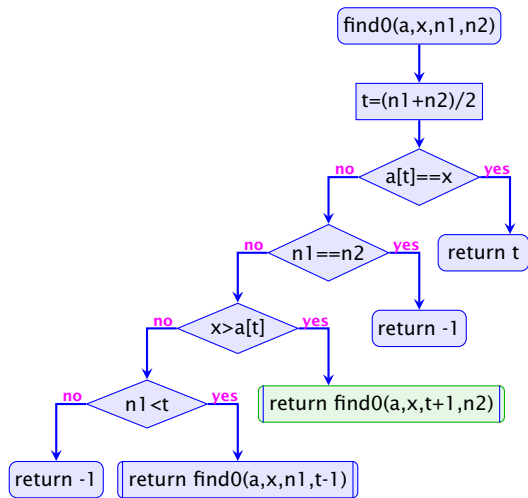 find0(a,x,n1,n2)
t=(n1+n2)/2
a[t]==x
no
yes
return t
n1==n2
no
yes
return -1
x>a[t]
no
yes
return find0(a,x,t+1,n2)
n1<t
no
yes
return -1
return find0(a,x,n1,t-1)